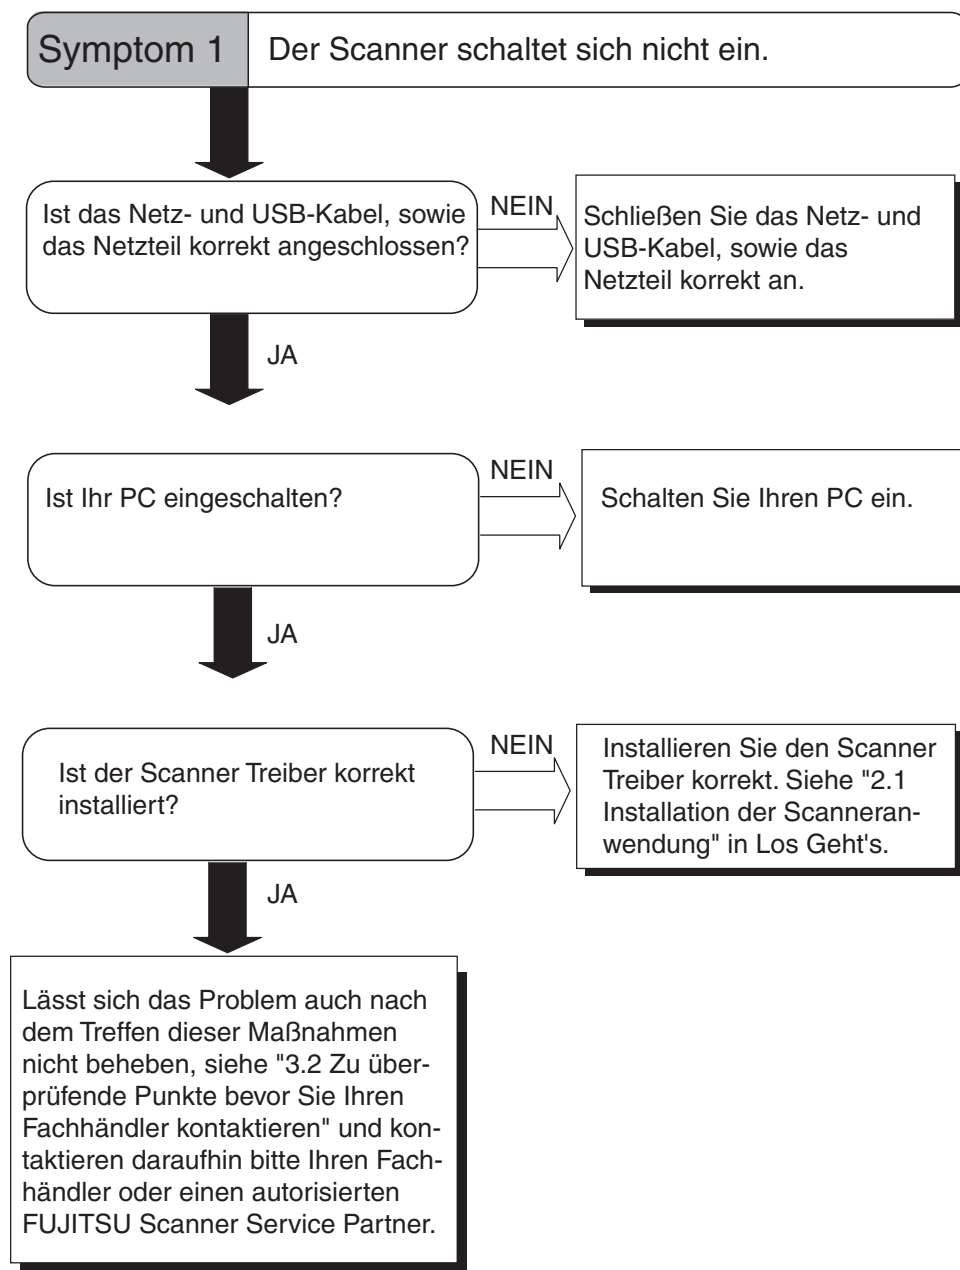 Symptom 1
Der Scanner schaltet sich nicht ein.
Ist das Netz- und USB-Kabel, sowie
das Netzteil korrekt angeschlossen?
NEIN
Schließen Sie das Netz- und
USB-Kabel, sowie das
Netzteil korrekt an.
JA
Ist Ihr PC eingeschalten?
NEIN
Schalten Sie Ihren PC ein.
JA
Ist der Scanner Treiber korrekt
installiert?
NEIN
Installieren Sie den Scanner
Treiber korrekt. Siehe "2.1
Installation der Scanneran-
wendung" in Los Geht's.
JA
Lässt sich das Problem auch nach
dem Treffen dieser Maßnahmen
nicht beheben, siehe "3.2 Zu über-
prüfende Punkte bevor Sie Ihren
Fachhändler kontaktieren" und kon-
taktieren daraufhin bitte Ihren Fach-
händler oder einen autorisierten
FUJITSU Scanner Service Partner.